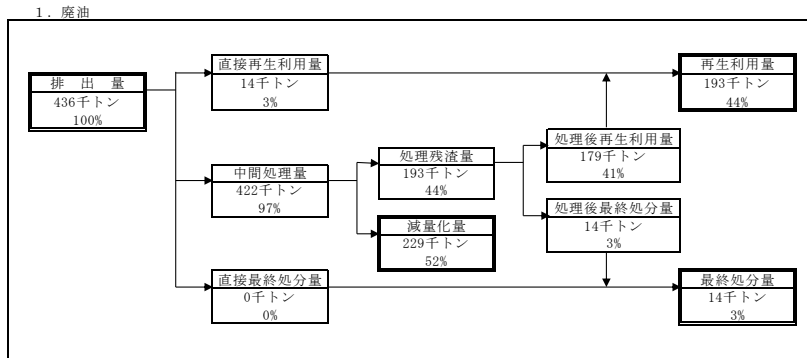 1．廃油
排　出　量
436千トン
100%
直接再生利用量
14千トン
3%
中間処理量
422千トン
97%
直接最終処分量
0千トン
0%
処理残渣量
193千トン
44%
減量化量
229千トン
52%
処理後再生利用量
179千トン
41%
処理後最終処分量
14千トン
3%
再生利用量
193千トン
44%
最終処分量
14千トン
3%